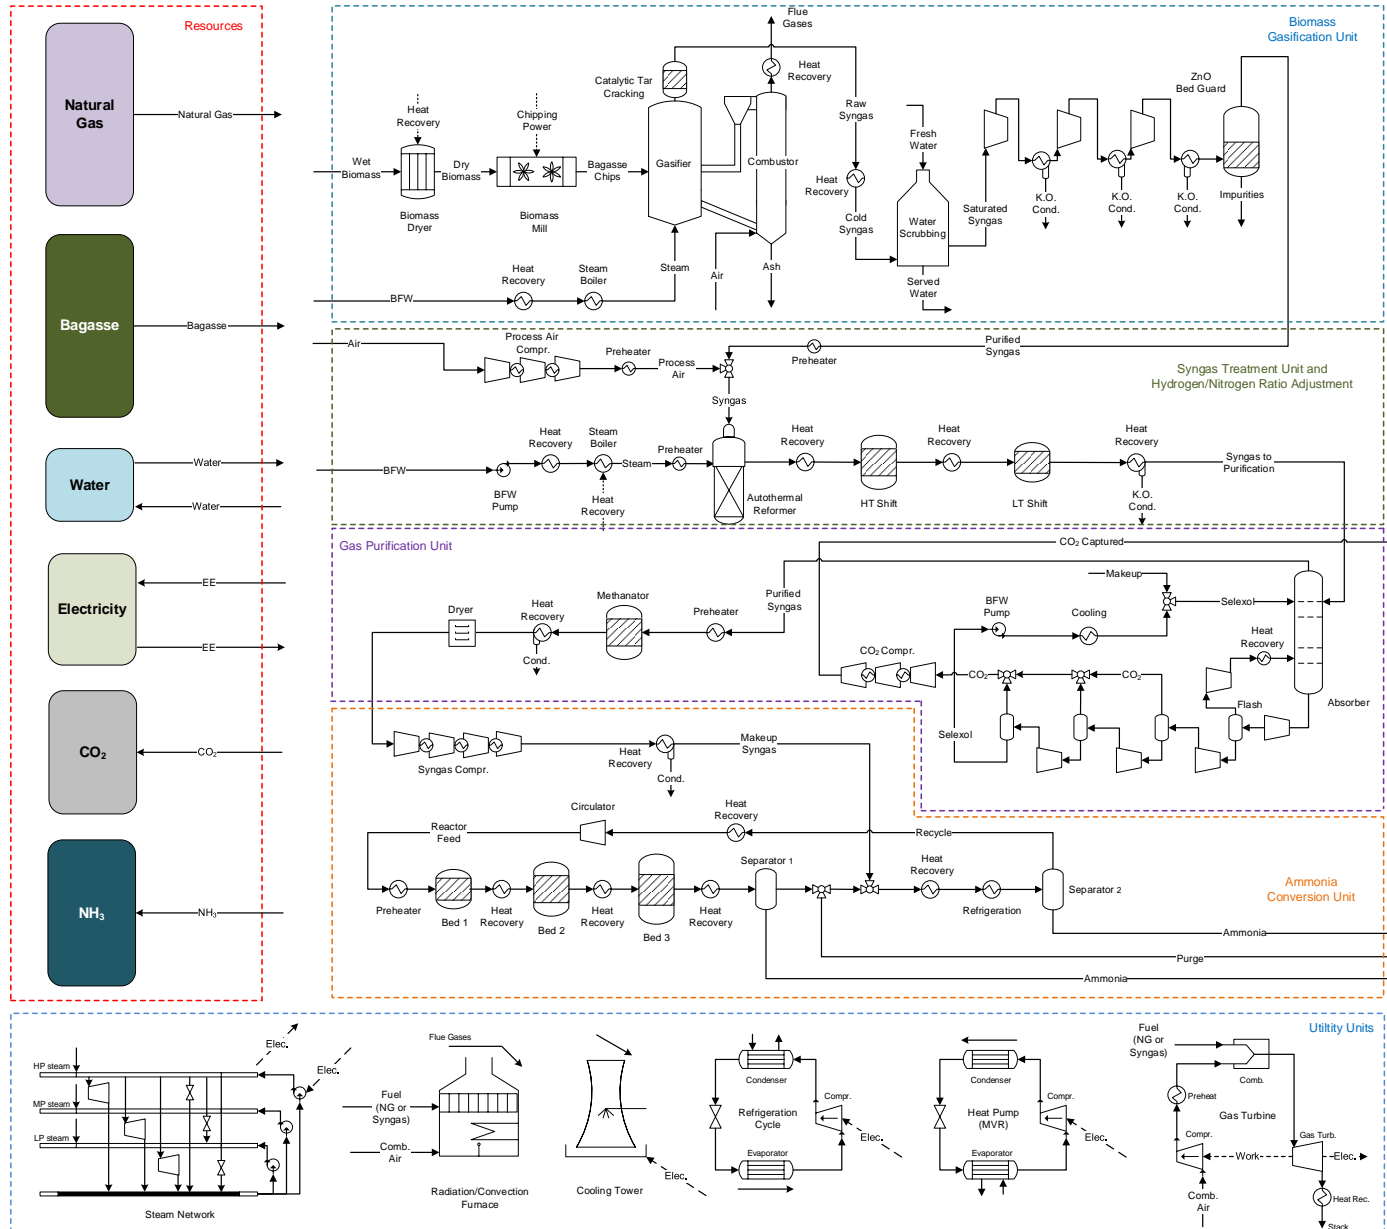 Resources
Natural
Gas
Natural Gas
Bagasse
Bagasse
Water
Water
Water
Electricity
EE
EE
CO₂
CO₂
NH₃
NH₃
Biomass
Gasification Unit
Flue
Gases
Heat
Recovery
Catalytic Tar
Cracking
ZnO
Bed Guard
Heat
Recovery
Chipping
Power
Raw
Syngas
Fresh
Water
Wet
Biomass
Dry
Biomass
Bagasse
Chips
Gasifier
Combustor
Heat
Recovery
Biomass
Dryer
Biomass
Mill
Cold
Syngas
Water
Scrubbing
Saturated
Syngas
K.O.
Cond.
K.O.
Cond.
K.O.
Cond.
Impurities
BFW
Heat
Recovery
Steam
Boiler
Steam
Air
Ash
Served
Water
Syngas Treatment Unit and
Hydrogen/Nitrogen Ratio Adjustment
Air
Process Air
Compr.
Preheater
Process
Air
Preheater
Purified
Syngas
Syngas
BFW
BFW
Pump
Heat
Recovery
Steam
Boiler
Steam
Preheater
Heat
Recovery
Autothermal
Reformer
Heat
Recovery
HT Shift
Heat
Recovery
LT Shift
Heat
Recovery
K.O.
Cond.
Syngas to
Purification
Gas Purification Unit
CO₂ Captured
Makeup
Purified
Syngas
Dryer
Heat
Recovery
Cond.
Methanator
Preheater
BFW
Pump
Cooling
Selexol
Heat
Recovery
CO₂ Compr.
CO₂
CO₂
Flash
Absorber
Selexol
Syngas Compr.
Heat
Recovery
Cond.
Makeup
Syngas
Ammonia
Conversion Unit
Reactor
Feed
Circulator
Heat
Recovery
Recycle
Preheater
Bed 1
Heat
Recovery
Bed 2
Heat
Recovery
Bed 3
Heat
Recovery
Separator 1
Heat
Recovery
Refrigeration
Separator 2
Ammonia
Purge
Ammonia
Utiltity Units
HP steam
MP steam
LP steam
Elec.
Elec.
Steam Network
Flue Gases
Fuel
(NG or
Syngas)
Comb.
Air
Radiation/Convection
Furnace
Cooling Tower
Elec.
Condenser
Compr.
Refrigeration
Cycle
Evaporator
Elec.
Condenser
Compr.
Heat Pump
(MVR)
Evaporator
Elec.
Fuel
(NG or
Syngas)
Comb.
Preheat
Gas Turbine
Compr.
Gas Turb.
Work
Elec.
Comb.
Air
Heat Rec.
Stack